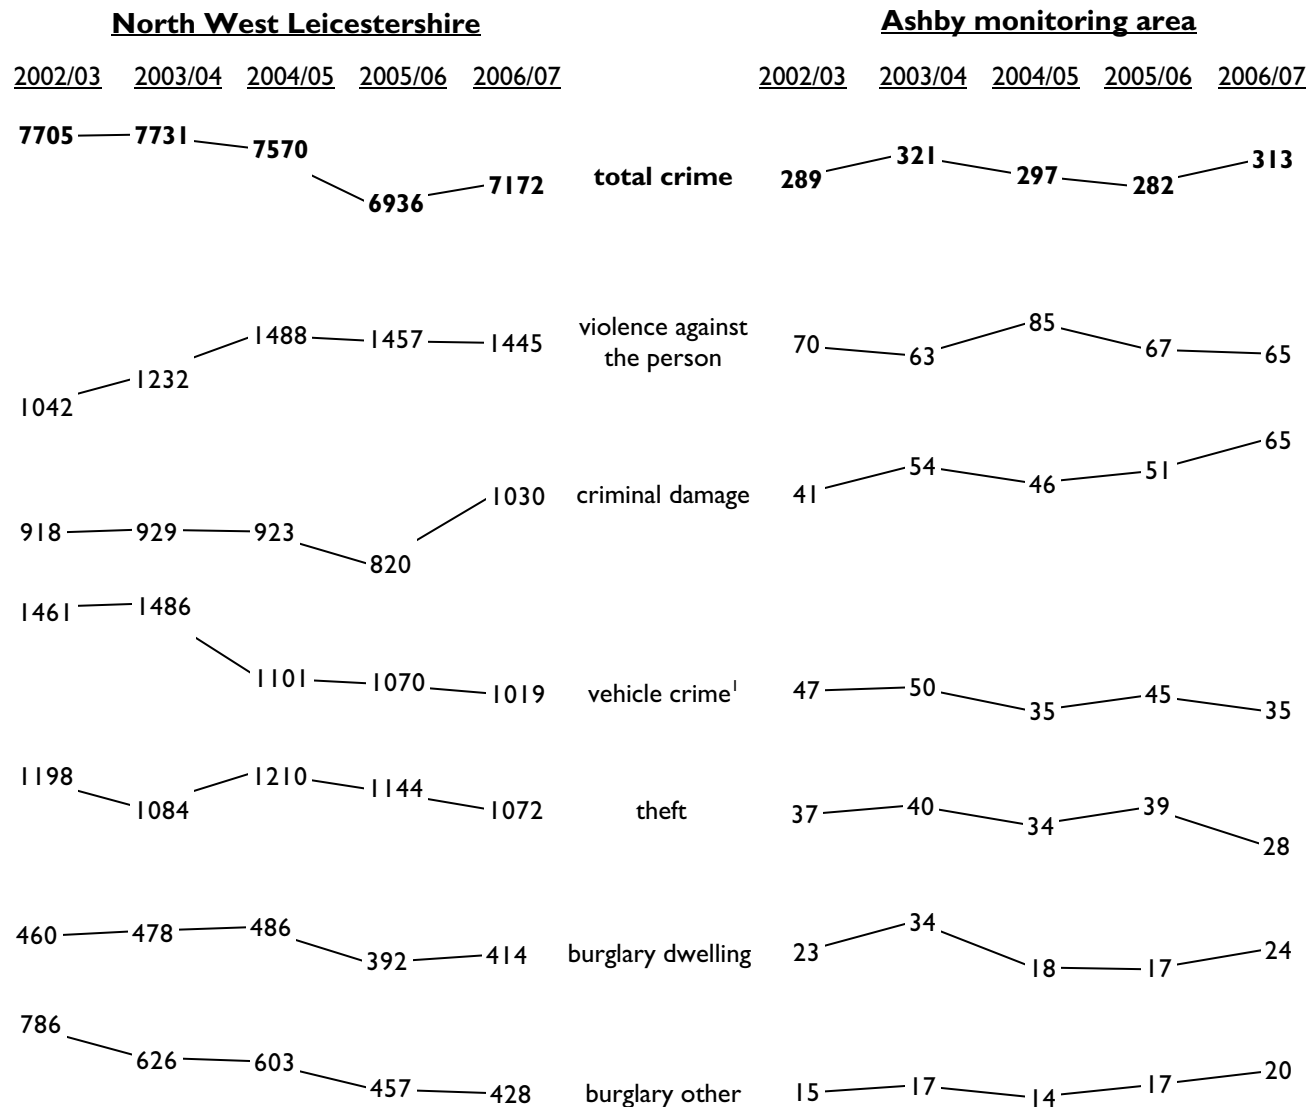 North West Leicestershire
Ashby monitoring area
2002/03 2003/04 2004/05 2005/06 2006/07
2002/03 2003/04 2004/05 2005/06 2006/07
7705 7731 7570 6936 7172 total crime 289 321 297 282 313
1042 1232 1488 1457 1445 violence against
the person 70 63 85 67 65
918 929 923 820 1030 criminal damage 41 54 46 51 65
1461 1486 1101 1070 1019 vehicle crime¹ 47 50 35 45 35
1198 1084 1210 1144 1072 theft 37 40 34 39 28
460 478 486 392 414 burglary dwelling 23 34 18 17 24
786 626 603 457 428 burglary other 15 17 14 17 20